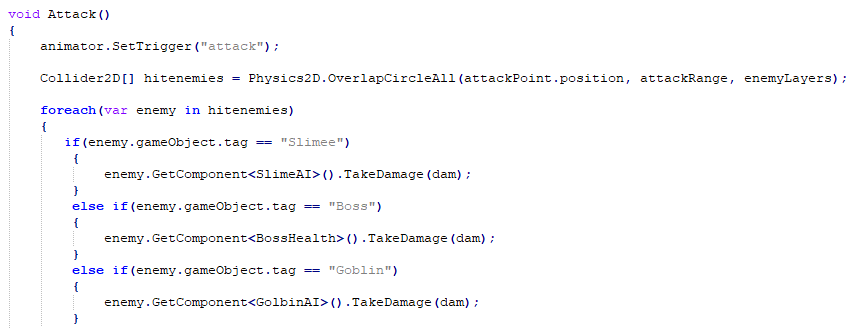 void Attack()
{
animator.SetTrigger("attack");
Collider2D[] hitenemies = Physics2D.OverlapCircleAll(attackPoint.position, attackRange, enemyLayers);
foreach(var enemy in hitenemies)
{
if(enemy.gameObject.tag == "Slimee")
{
enemy.GetComponent<SlimeAI>().TakeDamage(dam);
}
else if(enemy.gameObject.tag == "Boss")
{
enemy.GetComponent<BossHealth>().TakeDamage(dam);
}
else if(enemy.gameObject.tag == "Goblin")
{
enemy.GetComponent<GolbinAI>().TakeDamage(dam);
}